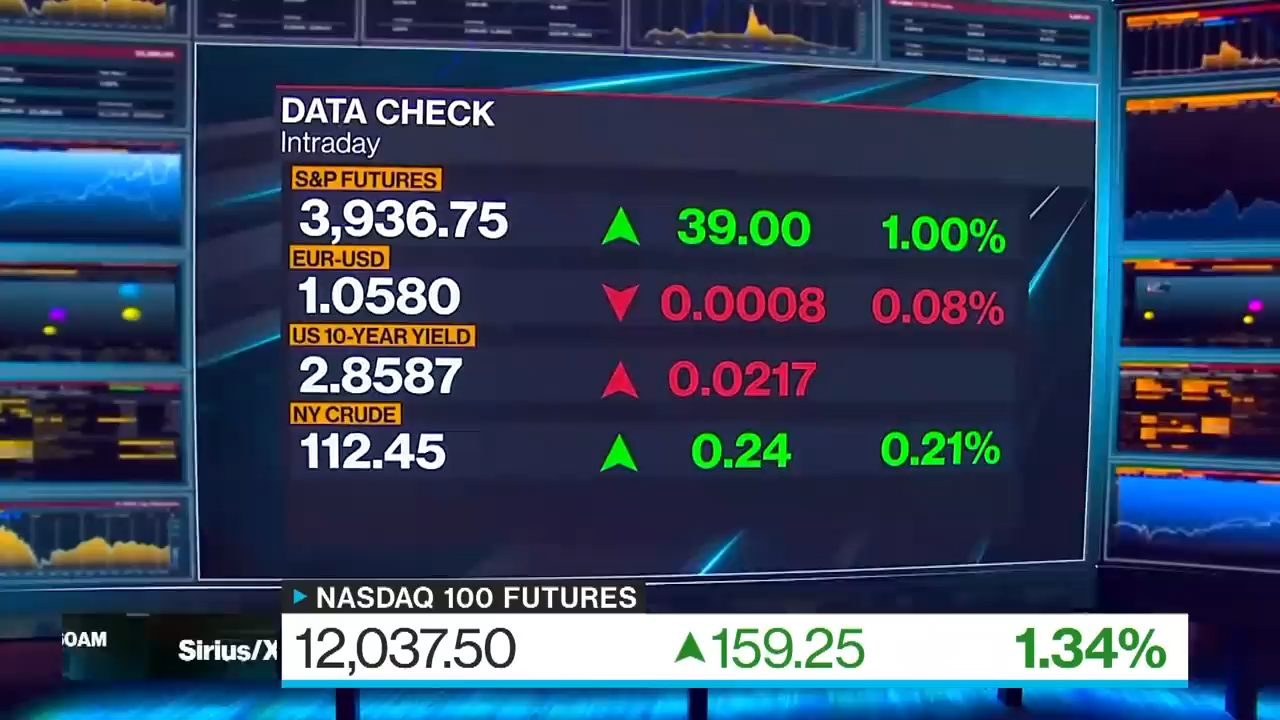 DATA CHECK
Intraday
S&P FUTURES
3,936.75 ▲ 39.00 1.00%
EUR-USD
1.0580 ▼ 0.0008 0.08%
US 10-YEAR YIELD
2.8587 ▲ 0.0217
NY CRUDE
112.45 ▲ 0.24 0.21%
NASDAQ 100 FUTURES
12,037.50 ▲ 159.25 1.34%
Sirius/X